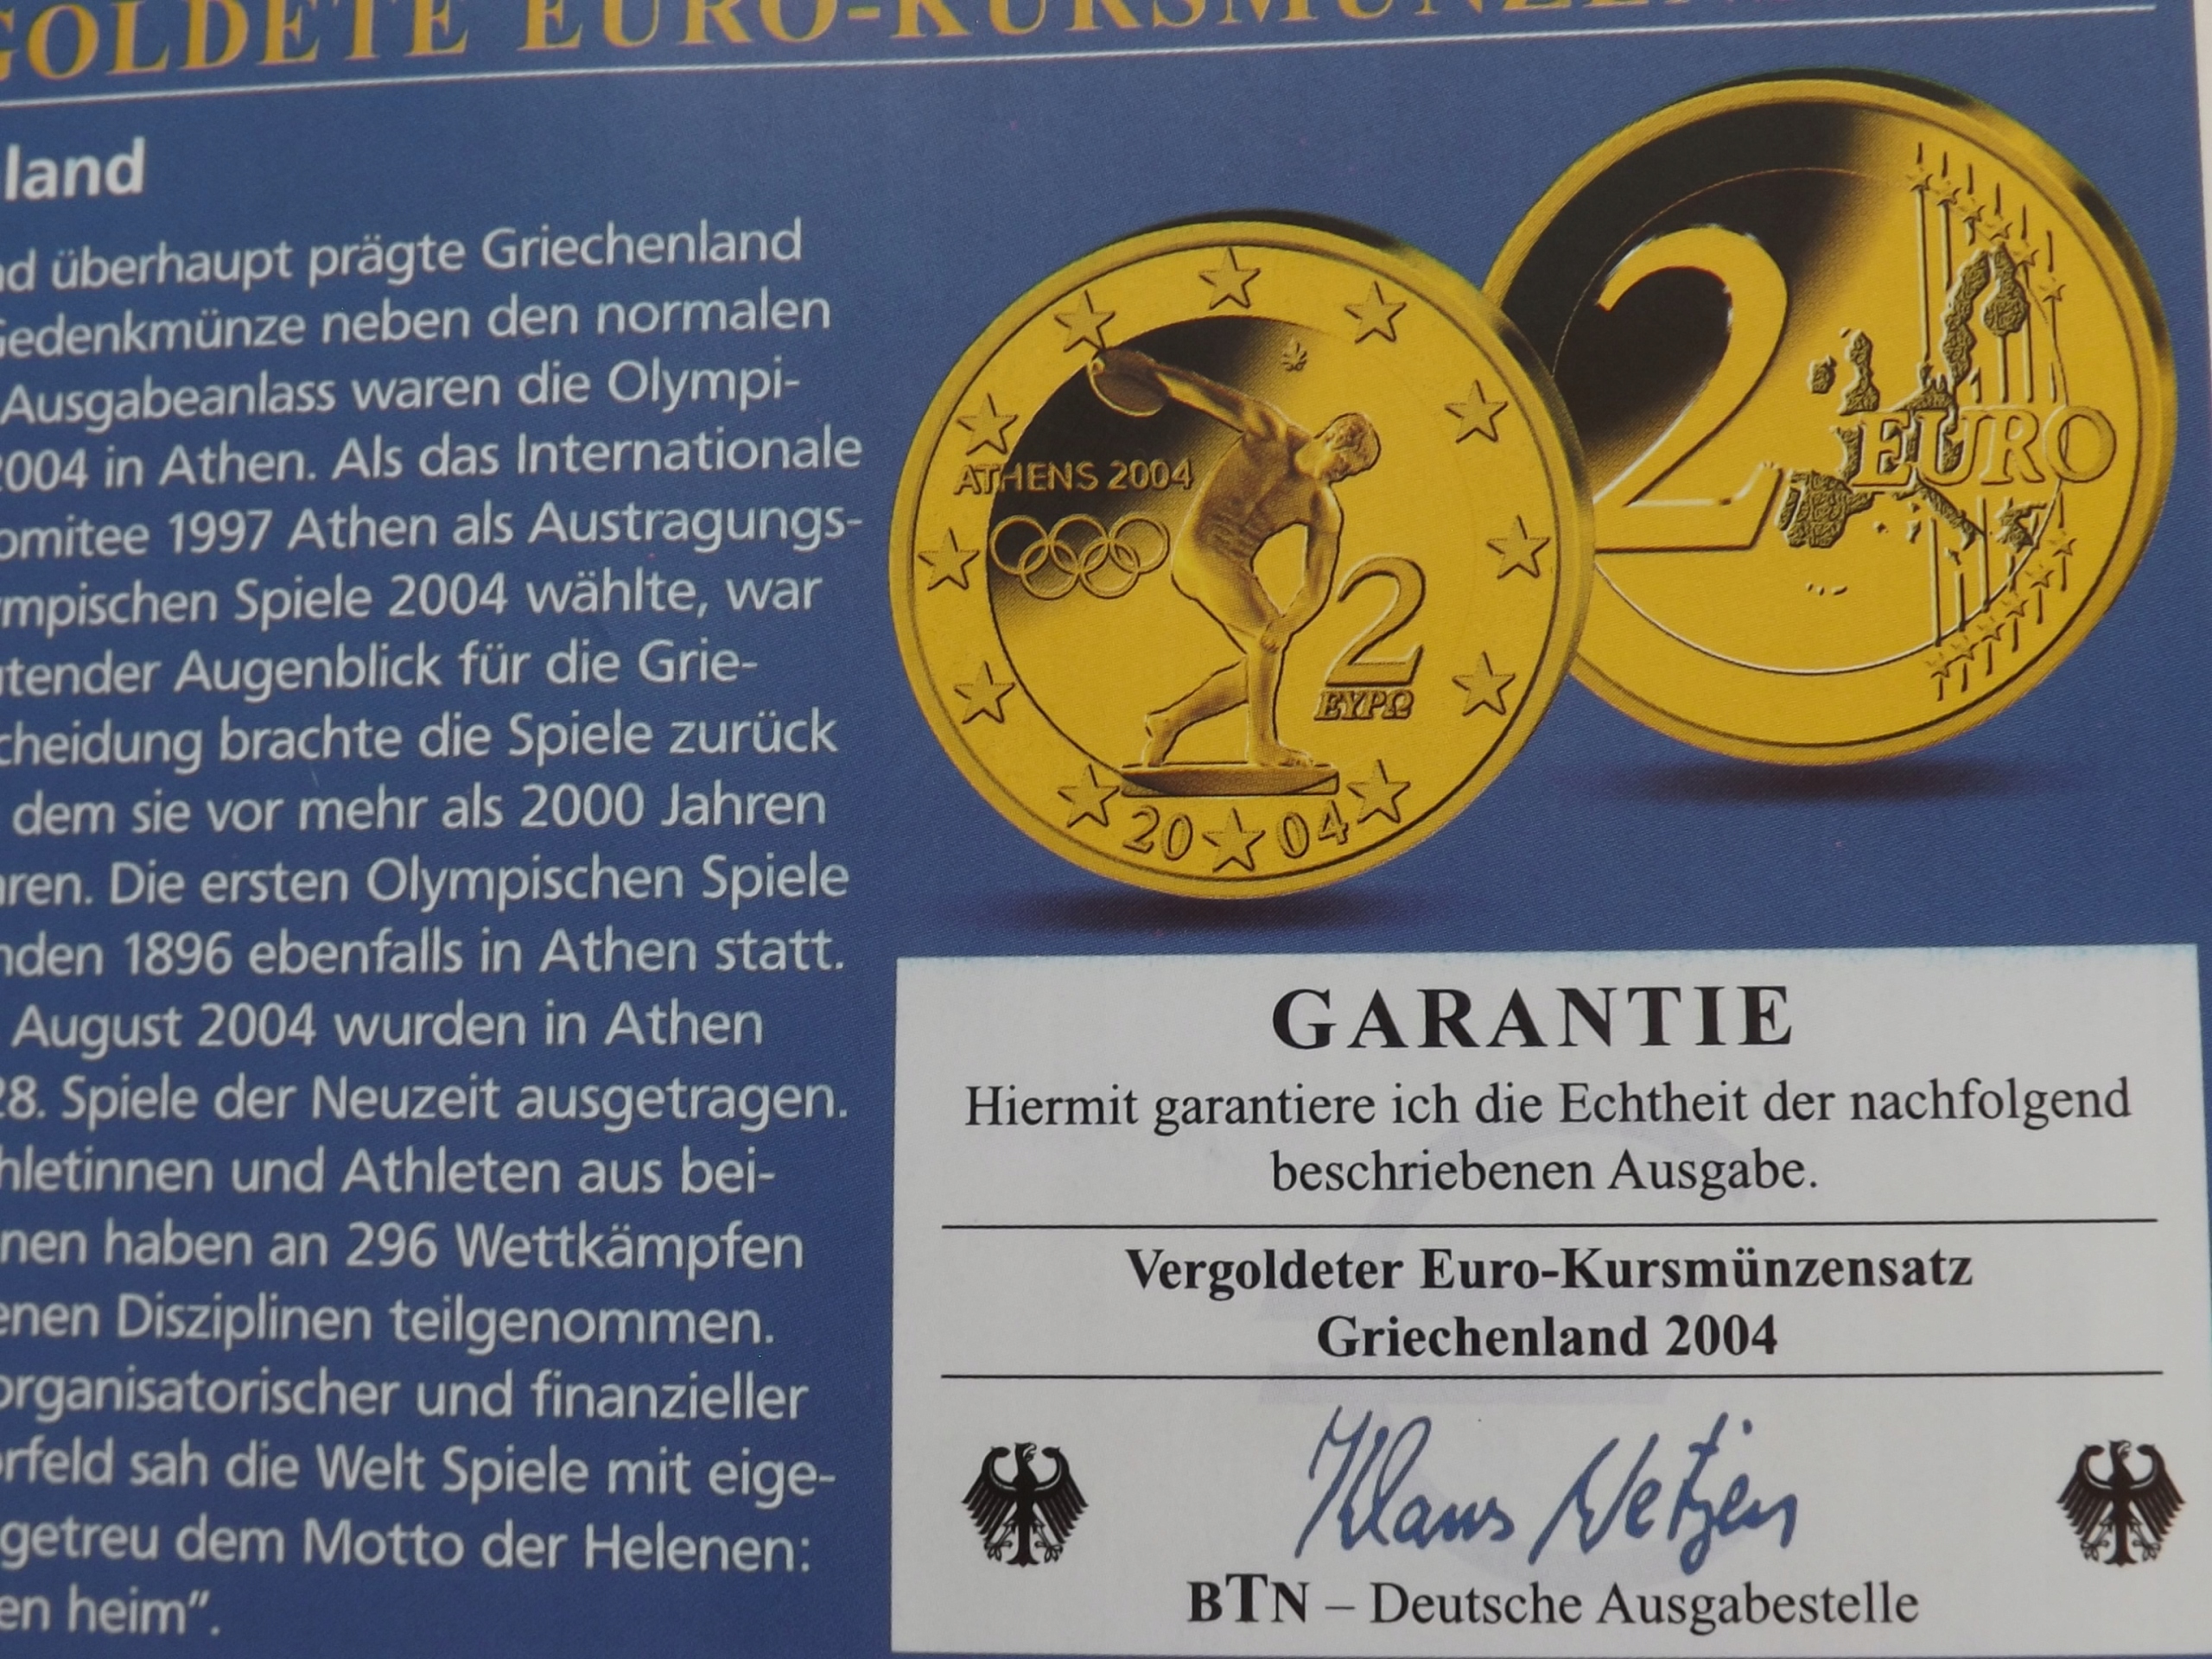 GOLDETE EURO-KURSMÜNZEN
land
überhaupt prägte Griechenland
Gedenkmünze neben den normalen
Ausgabeanlass waren die Olympi-
2004 in Athen. Als das Internationale
omitee 1997 Athen als Austragungs-
mpischen Spiele 2004 wählte, war
tender Augenblick für die Grie-
cheidung brachte die Spiele zurück
dem sie vor mehr als 2000 Jahren
ren. Die ersten Olympischen Spiele
nden 1896 ebenfalls in Athen statt.
August 2004 wurden in Athen
28. Spiele der Neuzeit ausgetragen.
hletinnen und Athleten aus bei-
nen haben an 296 Wettkämpfen
enen Disziplinen teilgenommen.
organisatorischer und finanzieller
rfeld sah die Welt Spiele mit eige-
getreu dem Motto der Helenen:
en heim”.
ATHENS 2004
2
ΕΥΡΩ
20 04
2
EURO
GARANTIE
Hiermit garantiere ich die Echtheit der nachfolgend
beschriebenen Ausgabe.
Vergoldeter Euro-Kursmünzensatz
Griechenland 2004
Klaus
BTN – Deutsche Ausgabestelle